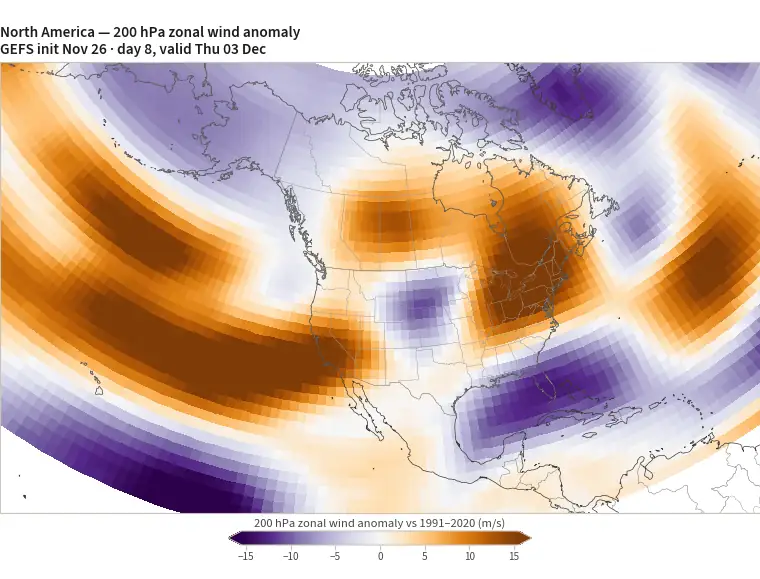 North America — 200 hPa zonal wind anomaly
GEFS init Nov 26 · day 8, valid Thu 03 Dec
200 hPa zonal wind anomaly vs 1991–2020 (m/s)
−15 −10 −5 0 5 10 15